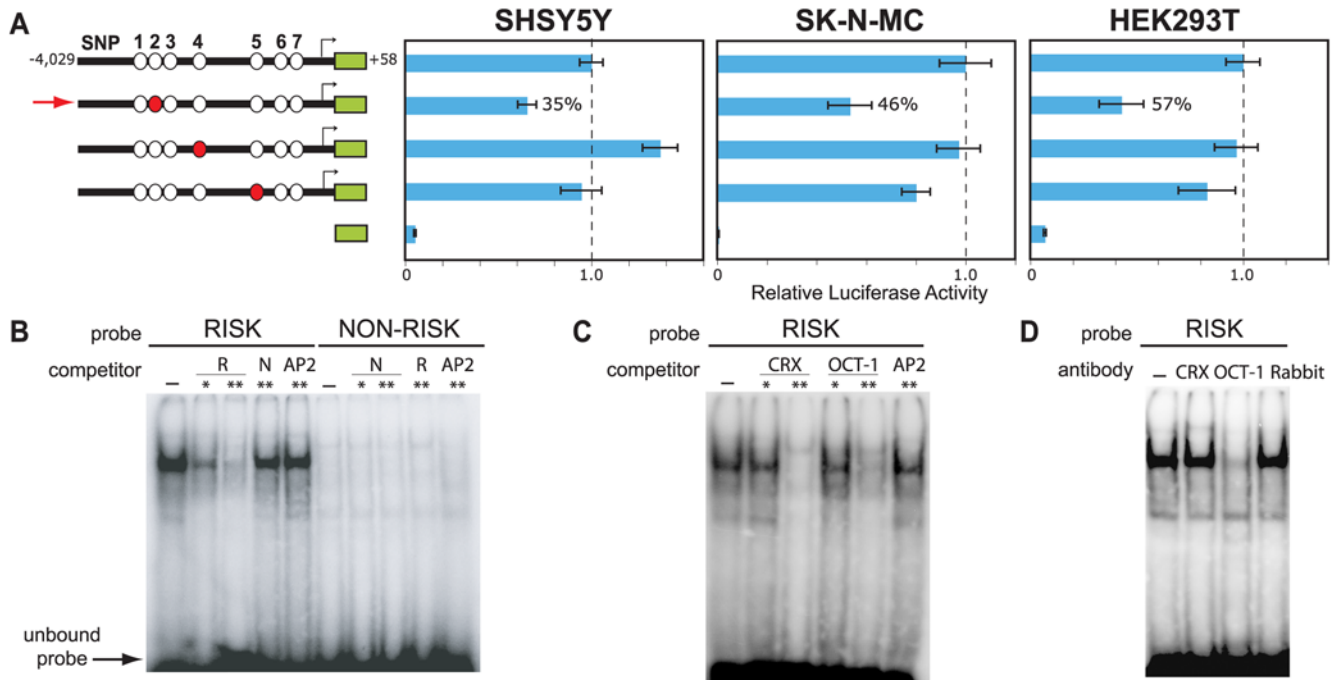 A SHSY5Y SK-N-MC HEK293T
SNP 1 2 3 4 5 6 7
-4,029 +58
35% 46% 57%
0 1.0 0 1.0 0 1.0
Relative Luciferase Activity
B probe RISK NON-RISK
competitor R N AP2 N R AP2
– * ** ** ** – * ** ** **
unbound
probe
C probe RISK
competitor CRX OCT-1 AP2
– * ** * ** **
D probe RISK
antibody – CRX OCT-1 Rabbit